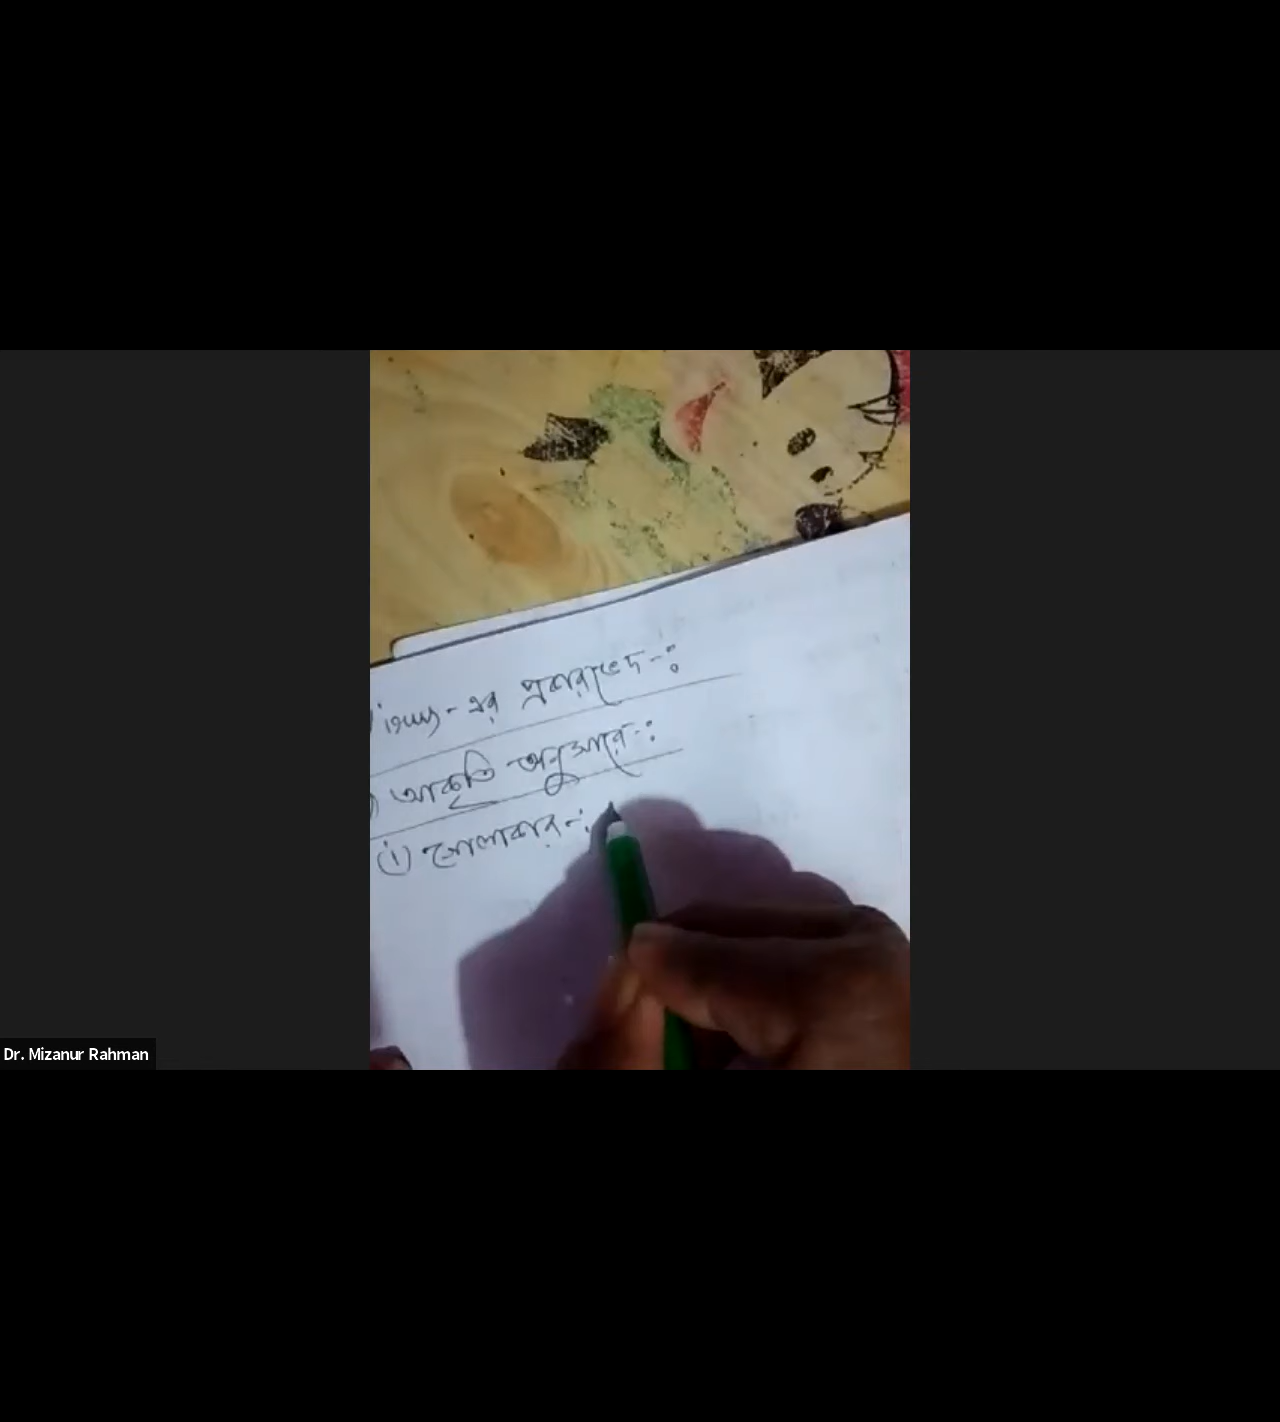 Virus-এর প্রকারভেদ-ঃ
আকৃতি অনুসারে-ঃ
(i) গোলাকার-ঃ
Dr. Mizanur Rahman